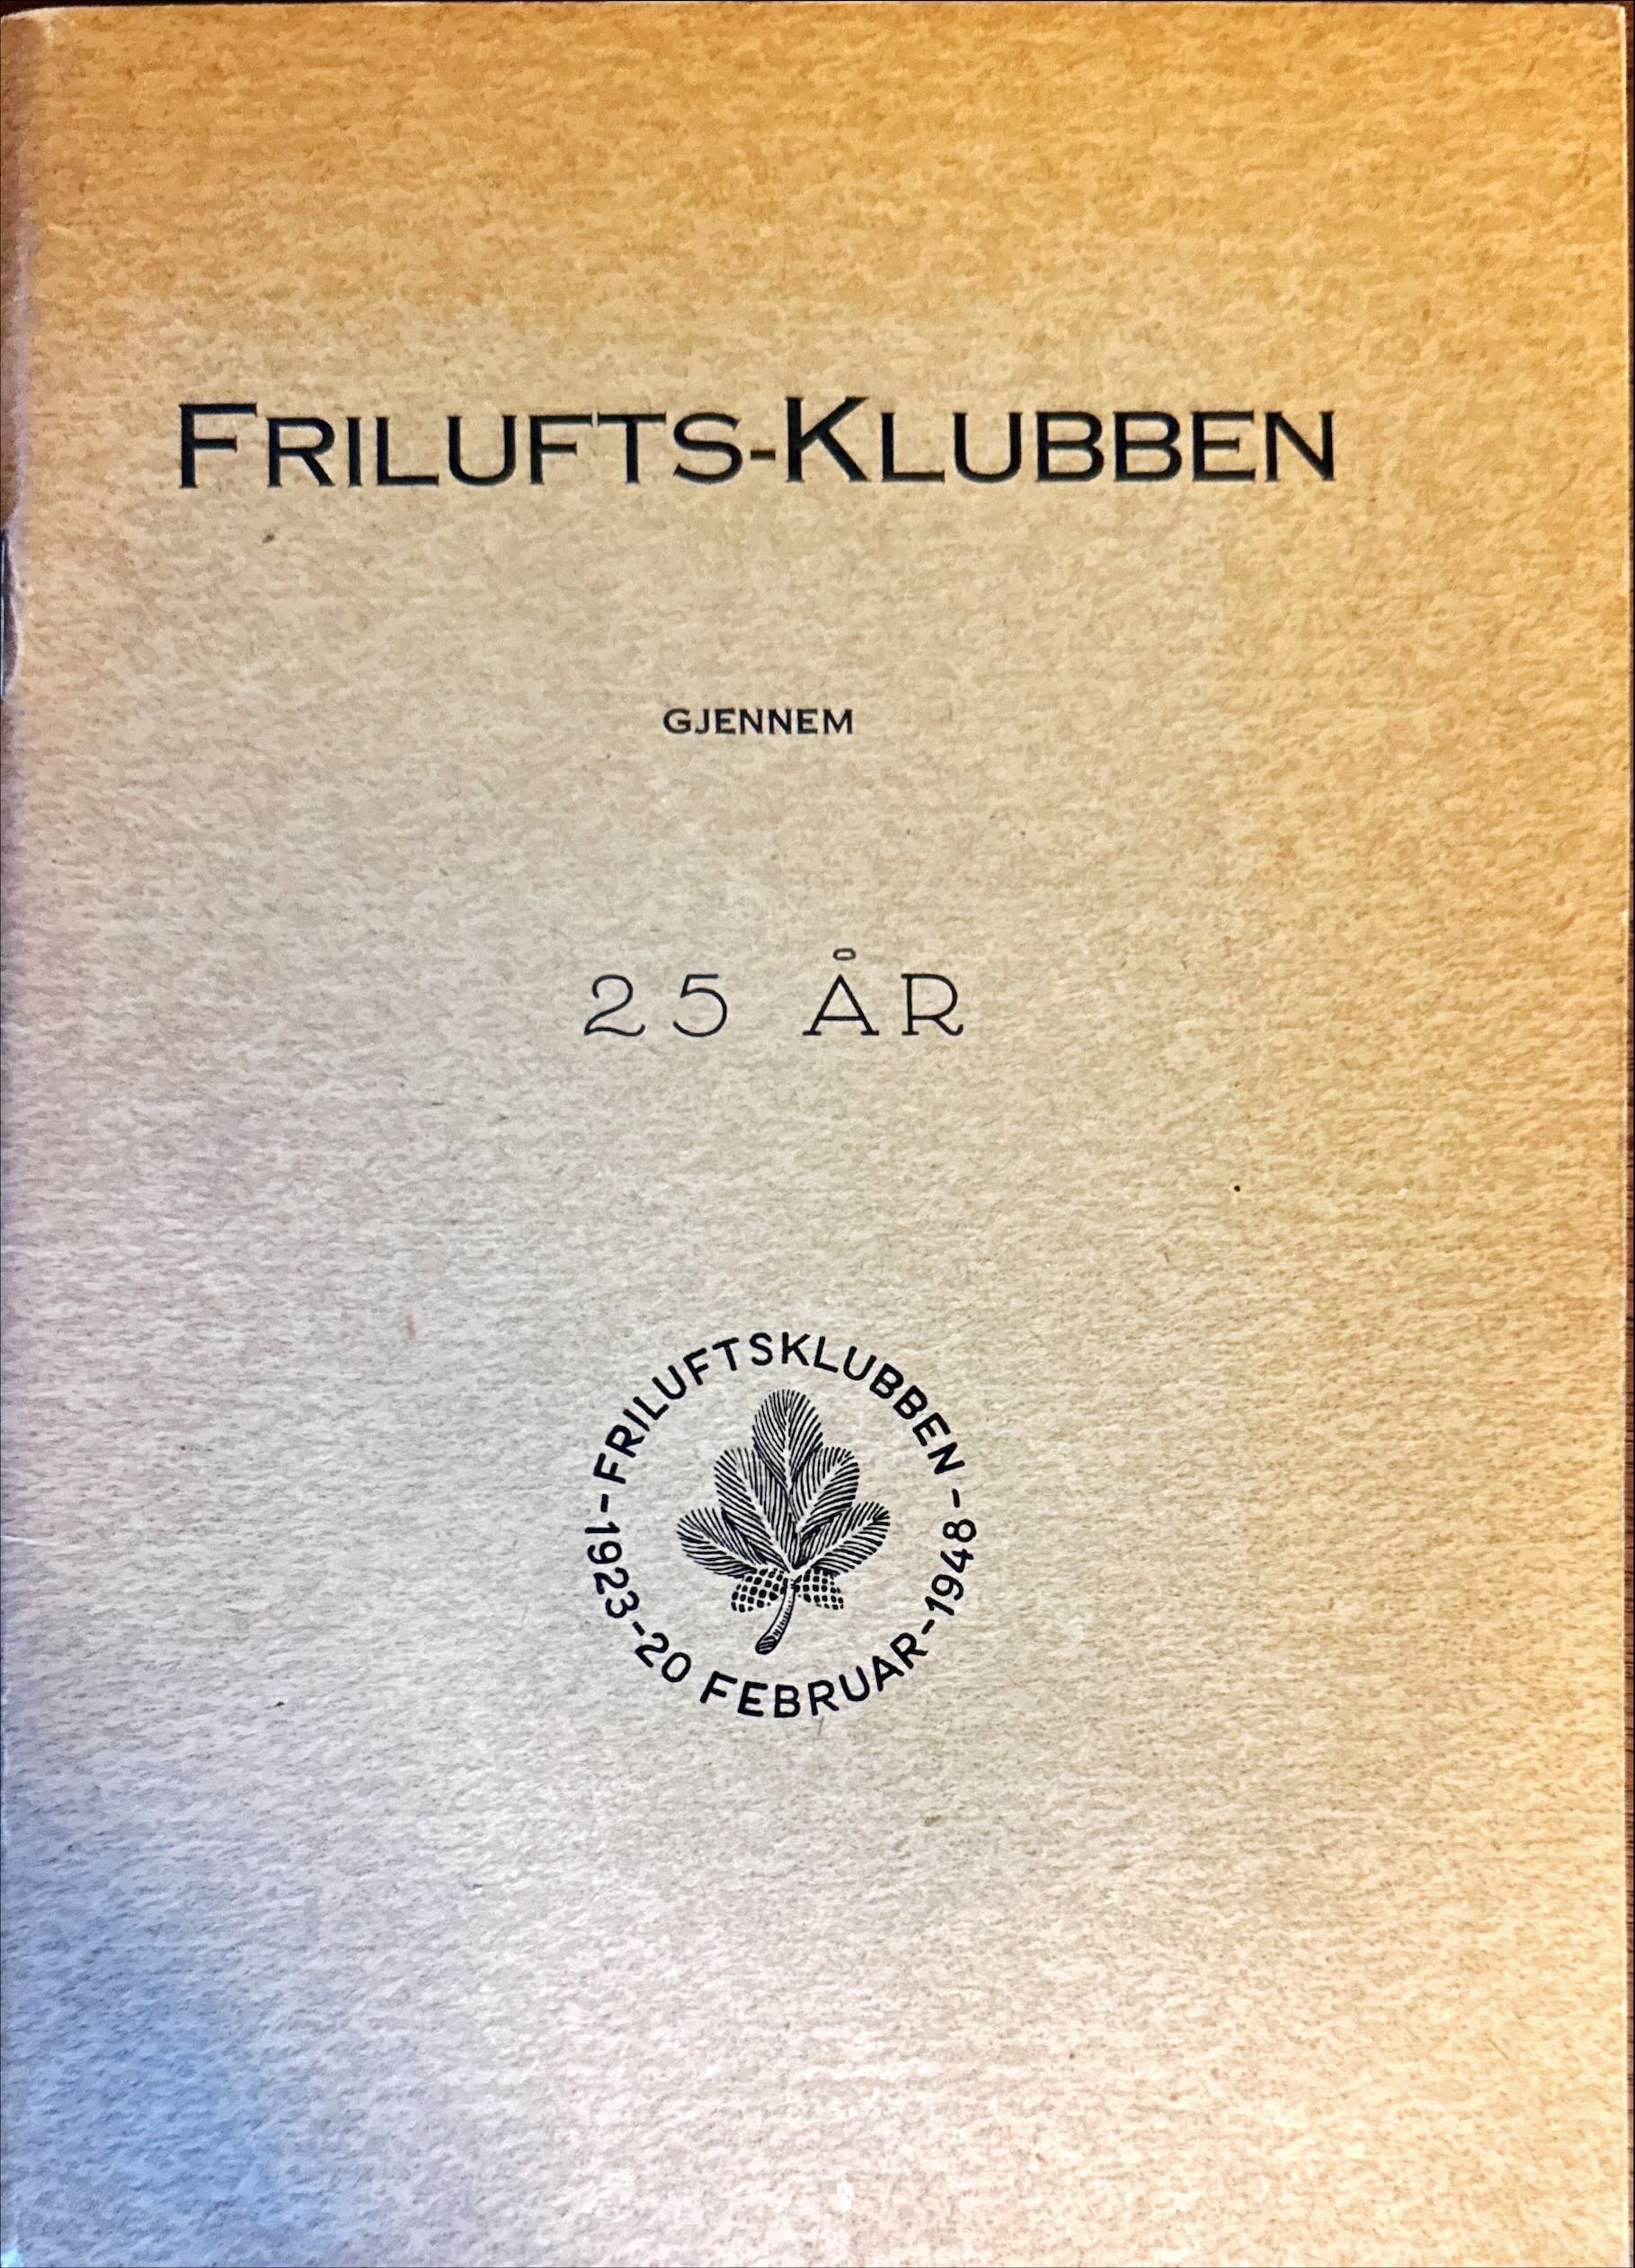 FRILUFTS-KLUBBEN
GJENNEM
25 ÅR
-FRILUFTSKLUBBEN-
1923-20 FEBRUAR-1948